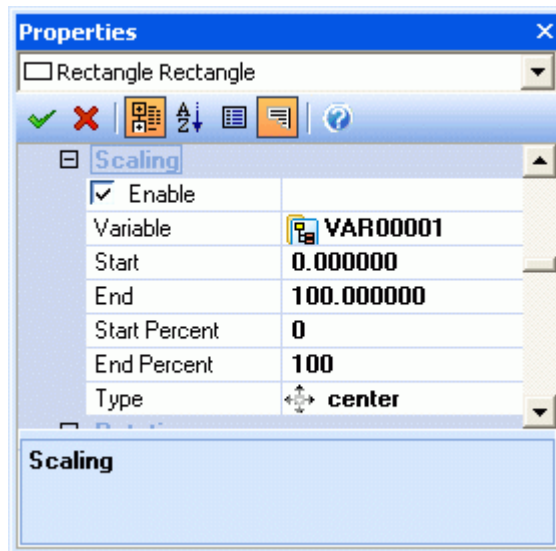 Properties
Rectangle Rectangle
Scaling
Enable
Variable VAR00001
Start 0.000000
End 100.000000
Start Percent 0
End Percent 100
Type center
Scaling